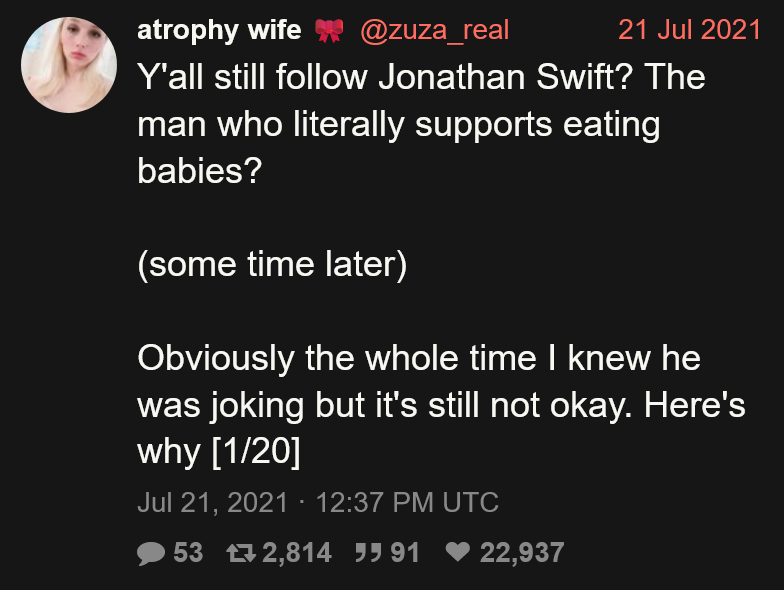 atrophy wife 🎀 @zuza_real 21 Jul 2021
Y'all still follow Jonathan Swift? The
man who literally supports eating
babies?
(some time later)
Obviously the whole time I knew he
was joking but it's still not okay. Here's
why [1/20]
Jul 21, 2021 · 12:37 PM UTC
53 2,814 91 22,937